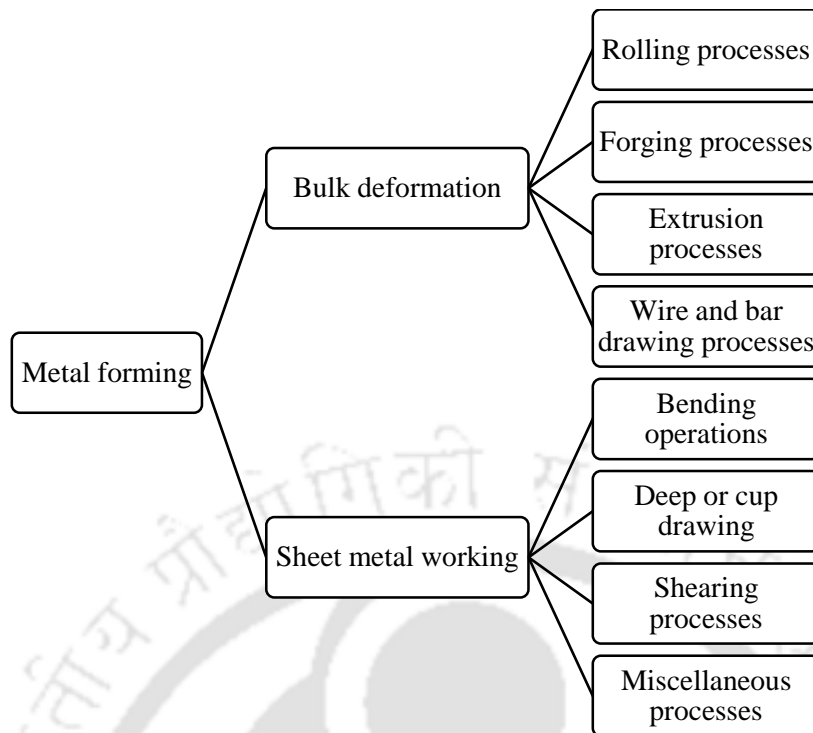 Rolling processes
Forging processes
Bulk deformation
Extrusion
processes
Wire and bar
drawing processes
Metal forming
Bending
operations
Deep or cup
drawing
Sheet metal working
Shearing
processes
Miscellaneous
processes